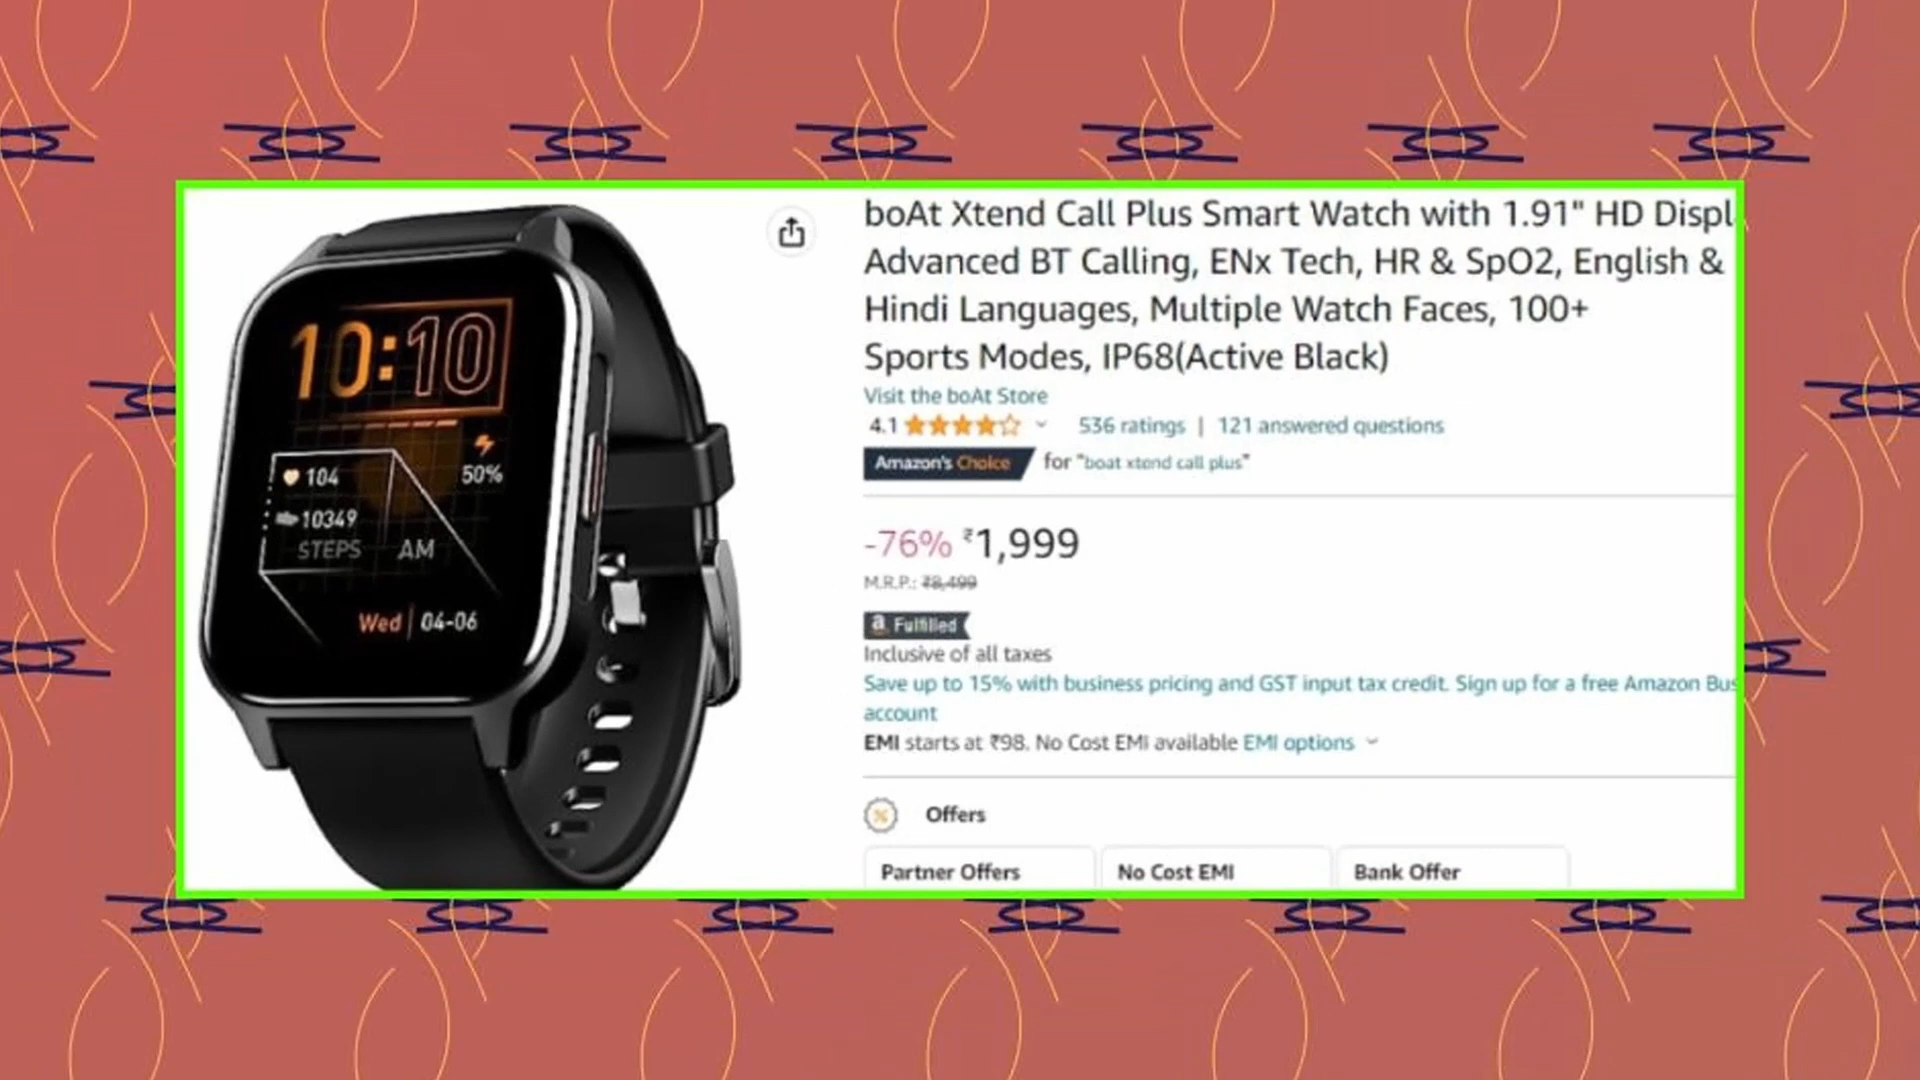 10:10
104
50%
10349
STEPS AM
Wed 04-06
boAt Xtend Call Plus Smart Watch with 1.91" HD Displ
Advanced BT Calling, ENx Tech, HR & SpO2, English &
Hindi Languages, Multiple Watch Faces, 100+
Sports Modes, IP68(Active Black)
Visit the boAt Store
4.1 536 ratings | 121 answered questions
Amazon's Choice for "boat xtend call plus"
-76% ₹1,999
M.R.P.: ₹8,499
a Fulfilled
Inclusive of all taxes
Save up to 15% with business pricing and GST input tax credit. Sign up for a free Amazon Bus
account
EMI starts at ₹98. No Cost EMI available EMI options
Offers
Partner Offers No Cost EMI Bank Offer